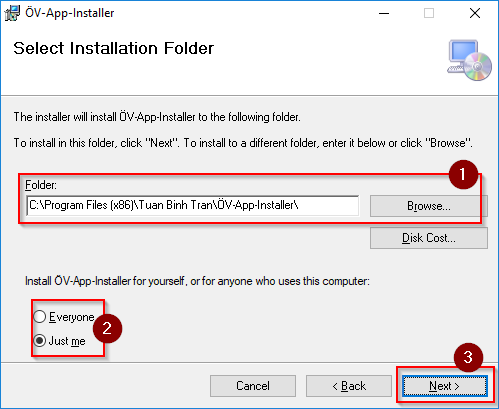 ÖV-App-Installer
Select Installation Folder
The installer will install ÖV-App-Installer to the following folder.
To install in this folder, click "Next". To install to a different folder, enter it below or click "Browse".
1
Folder:
C:\Program Files (x86)\Tuan Binh Tran\ÖV-App-Installer\
Browse...
Disk Cost...
Install ÖV-App-Installer for yourself, or for anyone who uses this computer:
Everyone
2
Just me
3
Cancel
< Back
Next >